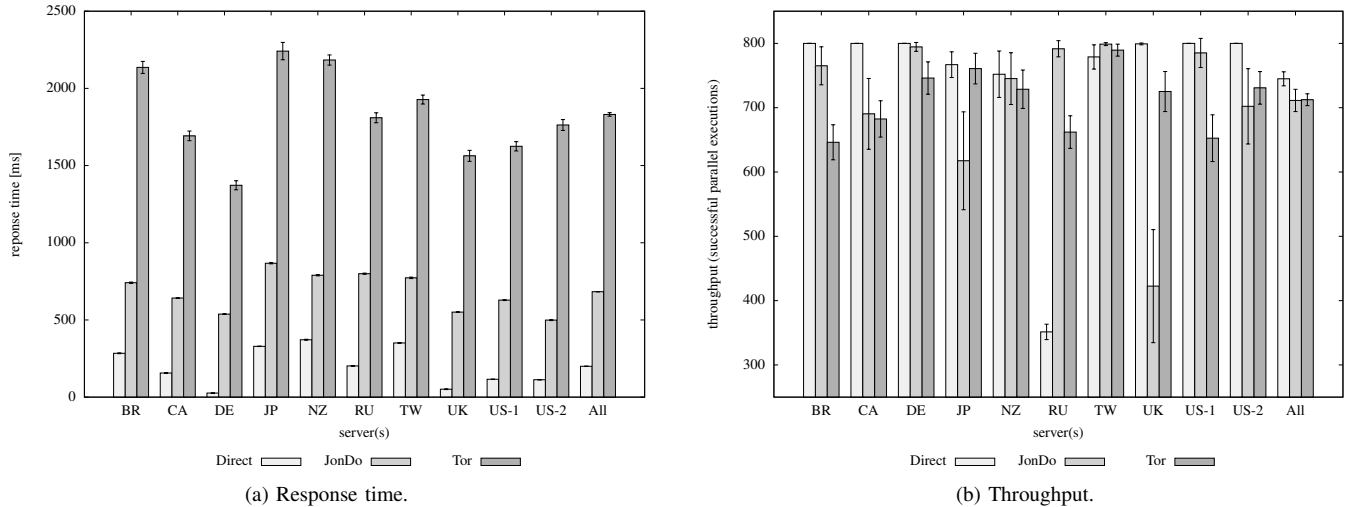 2500
2000
1500
1000
500
0
reponse time [ms]
BR CA DE JP NZ RU TW UK US-1 US-2 All
server(s)
Direct JonDo Tor
(a) Response time.
800
700
600
500
400
300
throughput (successful parallel executions)
BR CA DE JP NZ RU TW UK US-1 US-2 All
server(s)
Direct JonDo Tor
(b) Throughput.